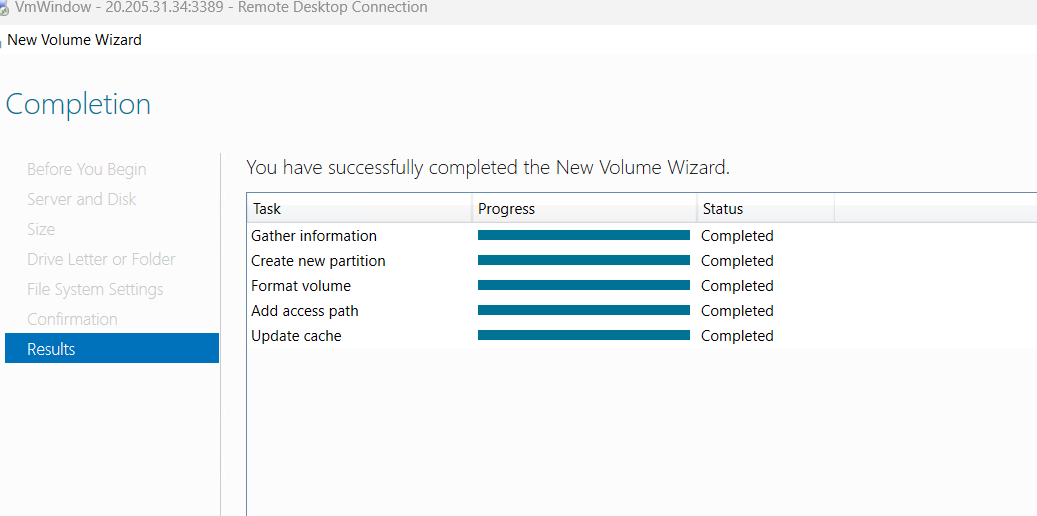 VmWindow - 20.205.31.34:3389 - Remote Desktop Connection
New Volume Wizard
Completion
Before You Begin
Server and Disk
Size
Drive Letter or Folder
File System Settings
Confirmation
Results
You have successfully completed the New Volume Wizard.
Task Progress Status
Gather information Completed
Create new partition Completed
Format volume Completed
Add access path Completed
Update cache Completed